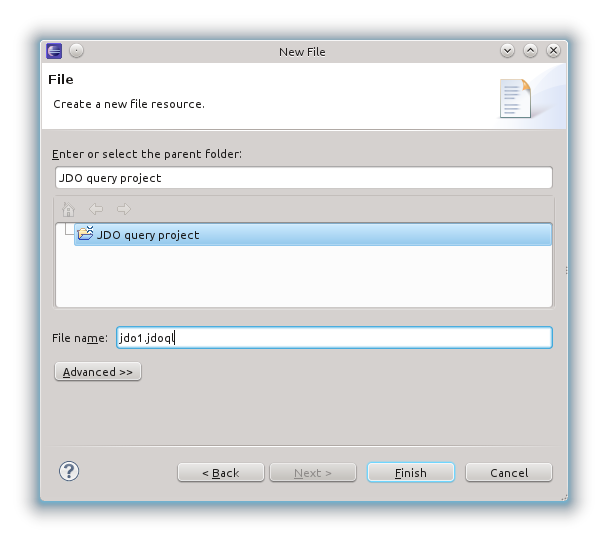 New File
File
Create a new file resource.
Enter or select the parent folder:
JDO query project
JDO query project
File name: jdo1.jdoql
Advanced >>
? < Back Next > Finish Cancel